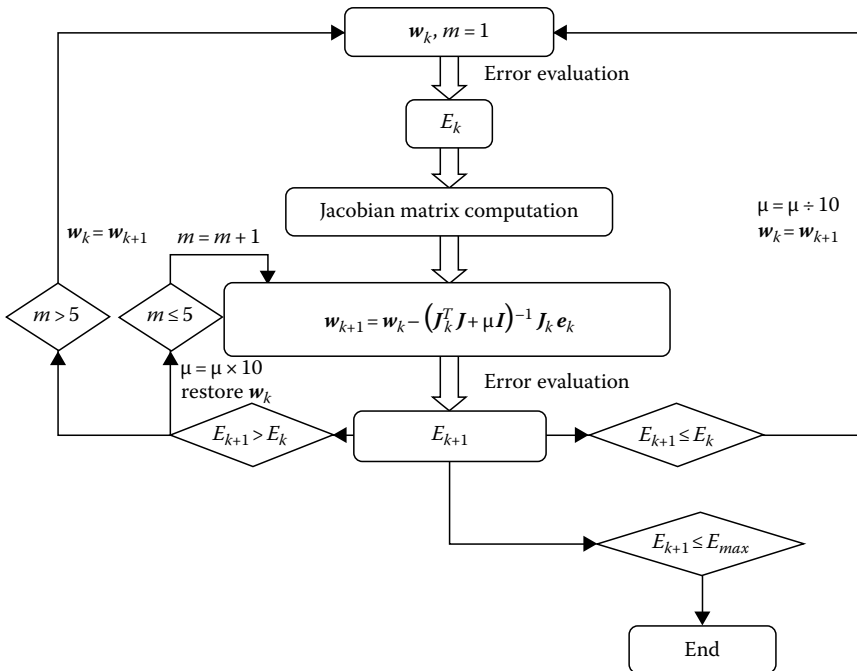 w_k, m = 1
Error evaluation
E_k
Jacobian matrix computation
μ = μ ÷ 10
w_k = w_{k+1}
w_k = w_{k+1}
m = m + 1
m > 5
m ≤ 5
w_{k+1} = w_k − (J_k^T J + μI)^{−1} J_k e_k
μ = μ × 10
restore w_k
Error evaluation
E_{k+1} > E_k
E_{k+1}
E_{k+1} ≤ E_k
E_{k+1} ≤ E_{max}
End